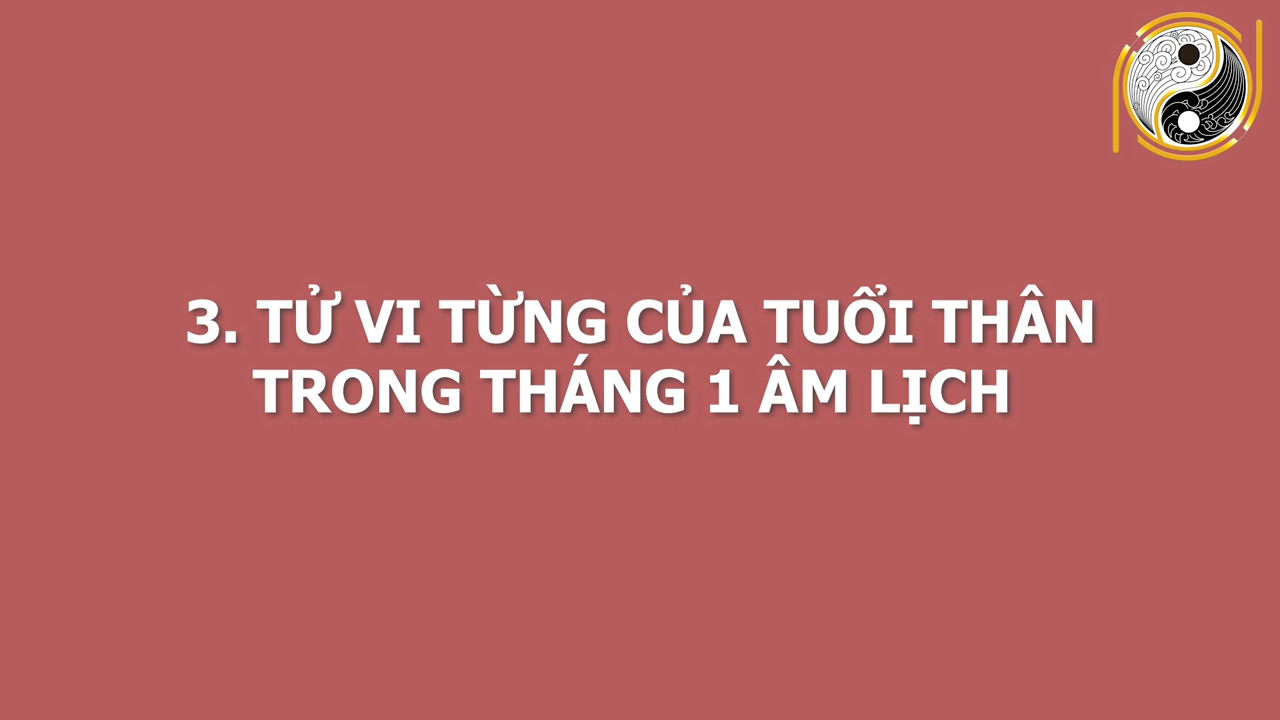 3. TỬ VI TỪNG CỦA TUỔI THÂN
TRONG THÁNG 1 ÂM LỊCH